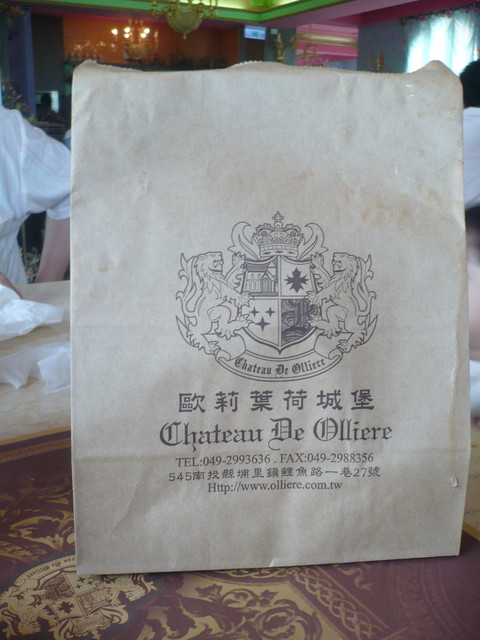 Chateau De Olliere
歐莉葉荷城堡
Chateau De Olliere
TEL:049-2993636 . FAX:049-2988356
545南投縣埔里鎮鯉魚路一巷27號
Http://www.olliere.com.tw